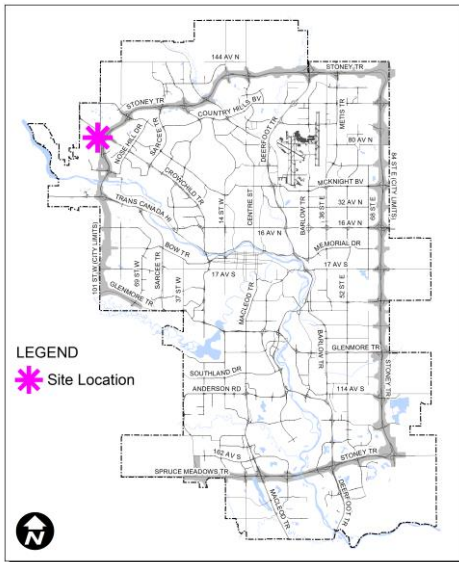 144 AV N
STONEY TR
STONEY TR
COUNTRY HILLS BV
METIS TR
SARCEE TR
NOSE HILL DR
DEERFOOT TR
80 AV N
CROWCHILD TR
MCKNIGHT BV
84 ST E (CITY LIMITS)
TRANS CANADA HI
14 ST W
CENTRE ST
BARLOW TR
36 ST E
32 AV N
68 ST E
16 AV N
16 AV N
101 ST W (CITY LIMITS)
BOW TR
MEMORIAL DR
69 ST W
SARCEE TR
37 ST W
17 AV S
17 AV S
52 ST E
GLENMORE TR
MACLEOD TR
BARLOW TR
GLENMORE TR
LEGEND
Site Location
SOUTHLAND DR
ANDERSON RD
114 AV S
STONEY TR
162 AV S
STONEY TR
SPRUCE MEADOWS TR
MACLEOD TR
DEERFOOT TR
N